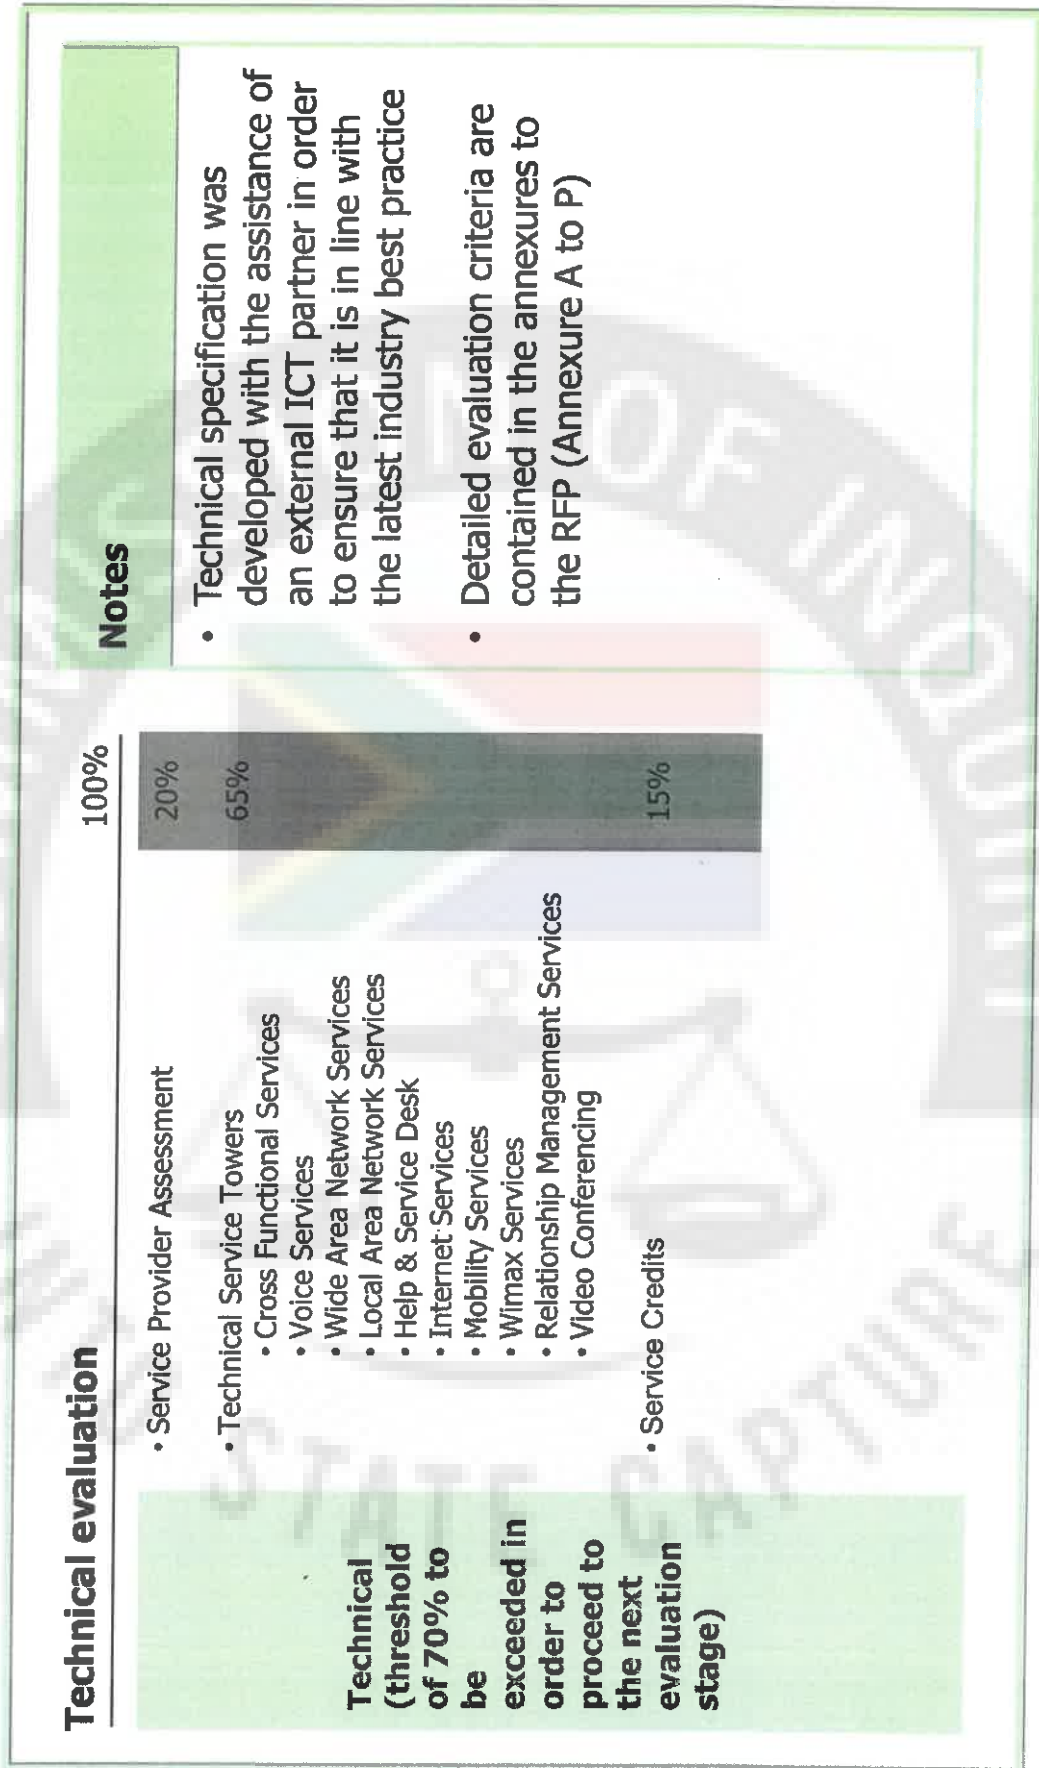 Technical evaluation
100%
Technical
(threshold
of 70% to
be
exceeded in
order to
proceed to
the next
evaluation
stage)
• Service Provider Assessment
20%
• Technical Service Towers
65%
• Cross Functional Services
• Voice Services
• Wide Area Network Services
• Local Area Network Services
• Help & Service Desk
• Internet Services
• Mobility Services
• Wimax Services
• Relationship Management Services
• Video Conferencing
• Service Credits
15%
Notes
• Technical specification was
developed with the assistance of
an external ICT partner in order
to ensure that it is in line with
the latest industry best practice
• Detailed evaluation criteria are
contained in the annexures to
the RFP (Annexure A to P)
OF INQUIRY
STATE CAPTURE